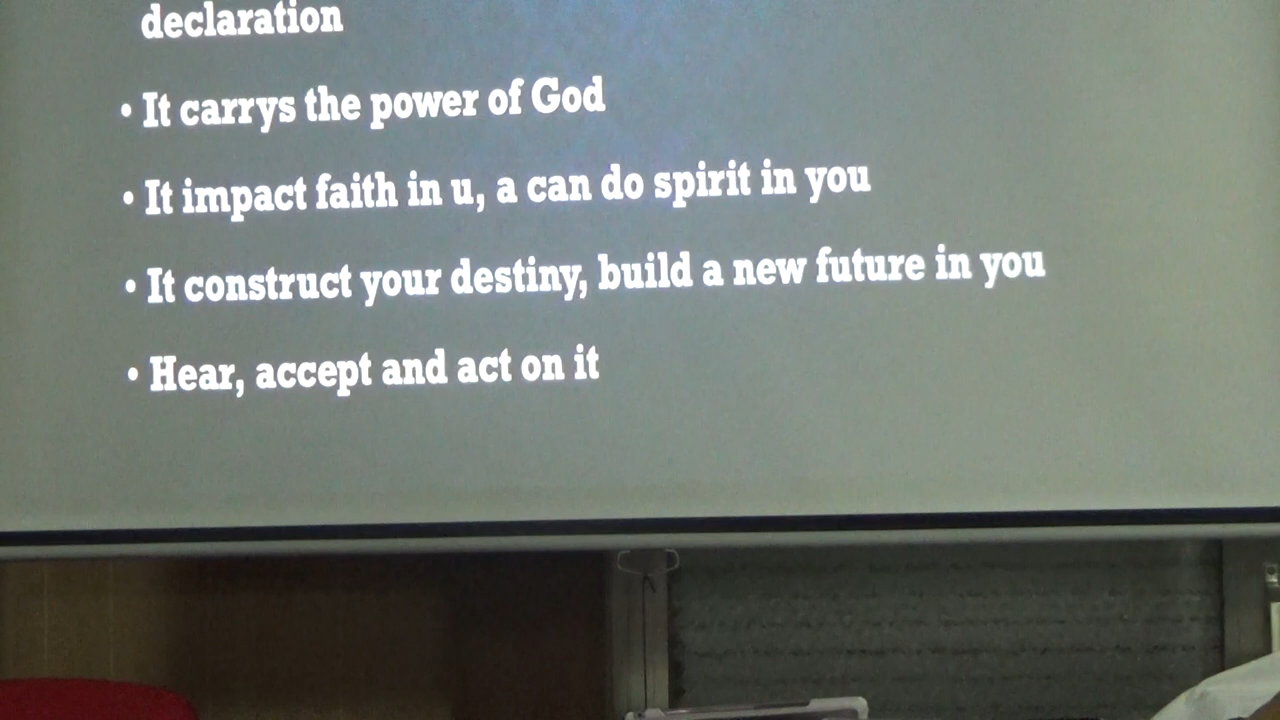 declaration
• It carrys the power of God
• It impact faith in u, a can do spirit in you
• It construct your destiny, build a new future in you
• Hear, accept and act on it